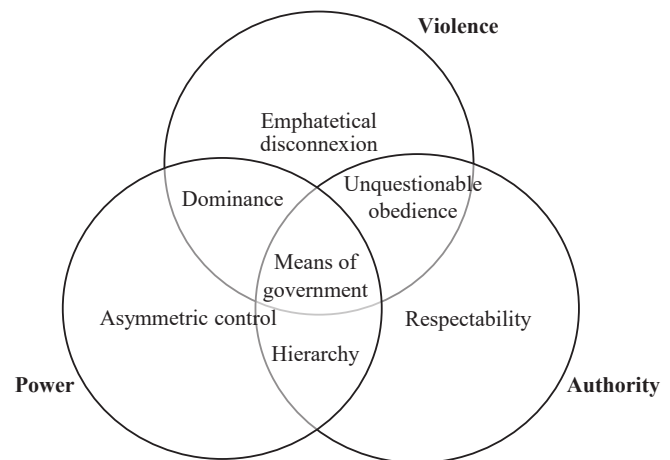 Violence
Emphatetical
disconnexion
Dominance
Unquestionable
obedience
Means of
government
Asymmetric control
Respectability
Hierarchy
Power
Authority